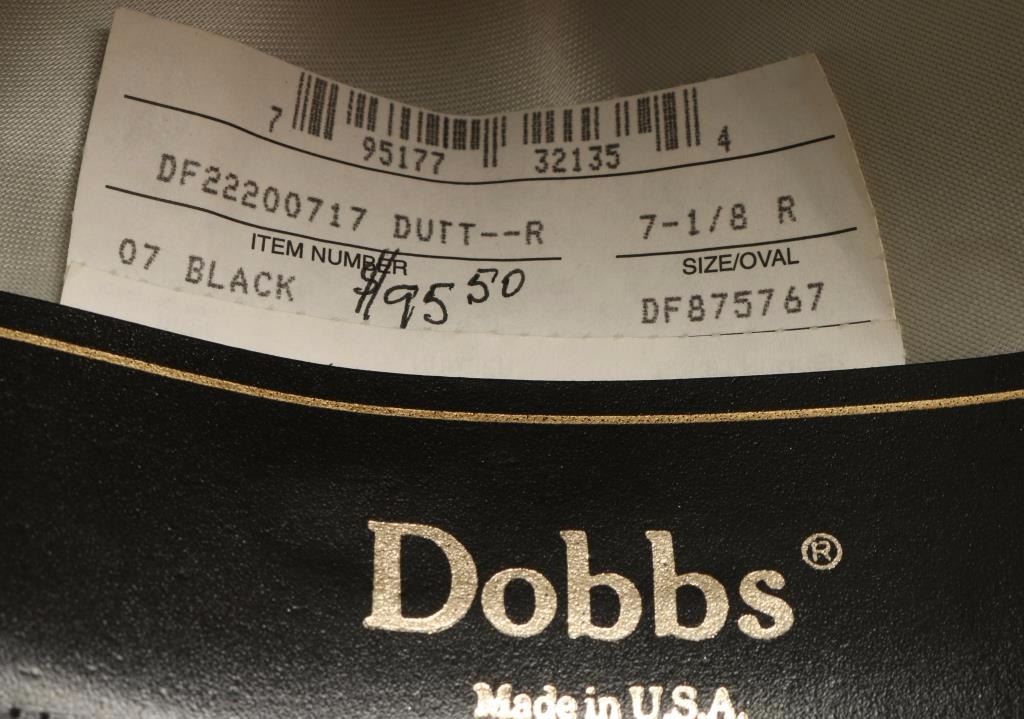 7 95177 32135 4
DF22200717 DUTT--R 7-1/8 R
ITEM NUMBER SIZE/OVAL
07 BLACK $95 50 DF875767
Dobbs®
Made in U.S.A.